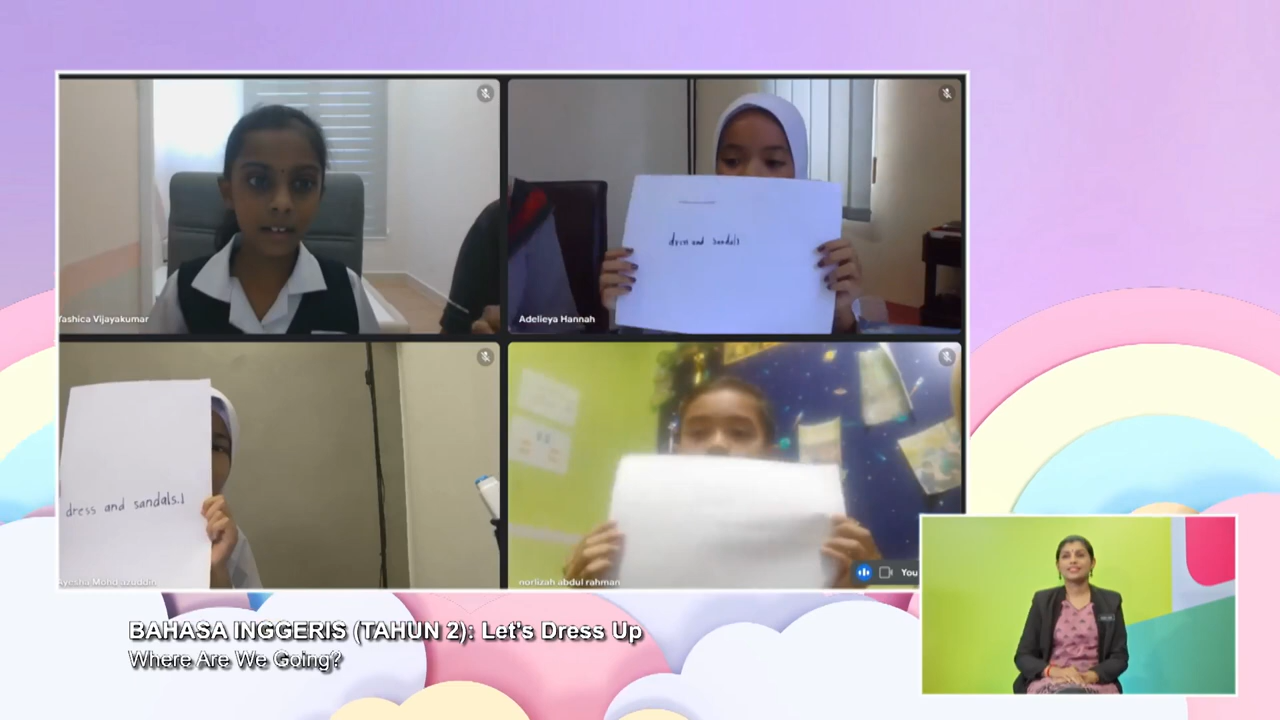 Yashica Vijayakumar
Adelieya Hannah
dress and sandals
dress and sandals.
Ayesha Mohd azuddin
norlizah abdul rahman
You
BAHASA INGGERIS (TAHUN 2): Let's Dress Up
Where Are We Going?